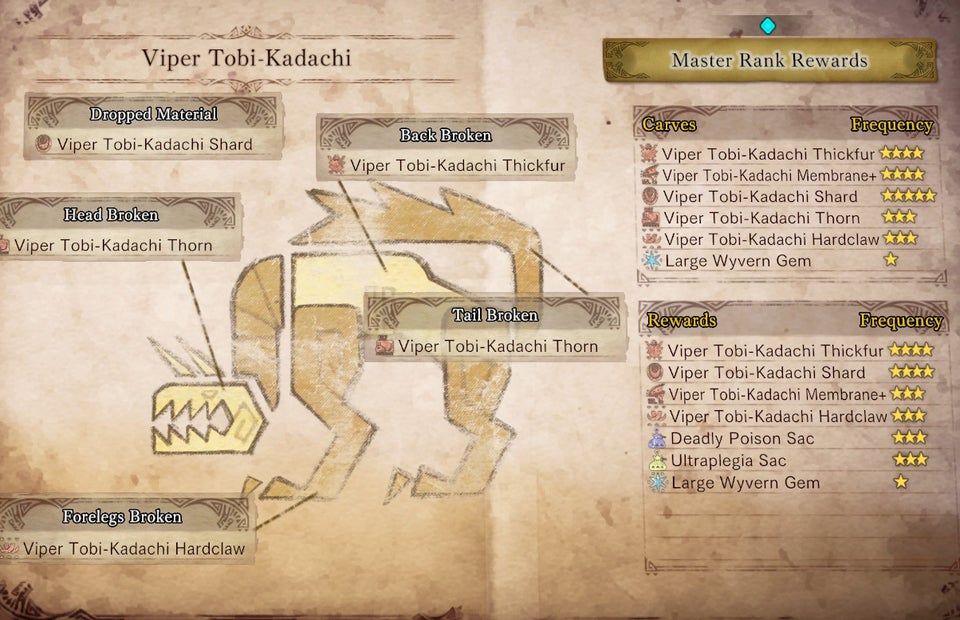 Viper Tobi-Kadachi
Master Rank Rewards
Dropped Material
Viper Tobi-Kadachi Shard
Back Broken
Viper Tobi-Kadachi Thickfur
Head Broken
Viper Tobi-Kadachi Thorn
Tail Broken
Viper Tobi-Kadachi Thorn
Forelegs Broken
Viper Tobi-Kadachi Hardclaw
Carves Frequency
Viper Tobi-Kadachi Thickfur ★★★★
Viper Tobi-Kadachi Membrane+ ★★★★
Viper Tobi-Kadachi Shard ★★★★★
Viper Tobi-Kadachi Thorn ★★★
Viper Tobi-Kadachi Hardclaw ★★★
Large Wyvern Gem ★
Rewards Frequency
Viper Tobi-Kadachi Thickfur ★★★★
Viper Tobi-Kadachi Shard ★★★★
Viper Tobi-Kadachi Membrane+ ★★★
Viper Tobi-Kadachi Hardclaw ★★★
Deadly Poison Sac ★★★
Ultraplegia Sac ★★★
Large Wyvern Gem ★